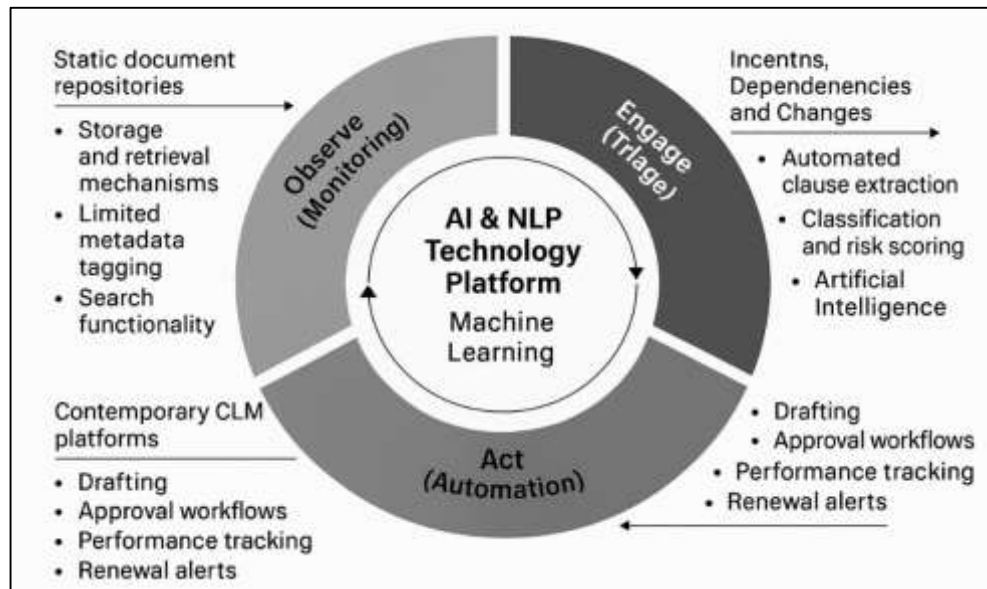 Static document
repositories
• Storage
and retrieval
mechanisms
• Limited
metadata
tagging
• Search
functionality
Observe
(Monitoring)
Engage
(Triage)
Incentns,
Dependenencies
and Changes
• Automated
clause extraction
• Classification
and risk scoring
• Artificial
Intelligence
AI & NLP
Technology
Platform
Machine
Learning
Contemporary CLM
platforms
• Drafting
• Approval workflows
• Performance tracking
• Renewal alerts
Act
(Automation)
• Drafting
• Approval workflows
• Performance tracking
• Renewal alerts